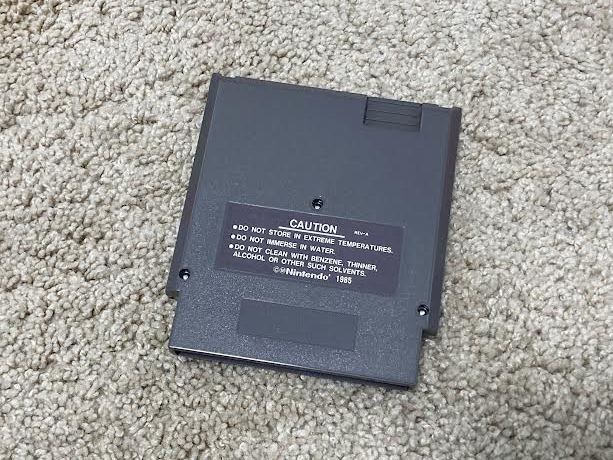 CAUTION REV-A
●DO NOT STORE IN EXTREME TEMPERATURES.
●DO NOT IMMERSE IN WATER.
●DO NOT CLEAN WITH BENZENE, THINNER,
ALCOHOL OR OTHER SUCH SOLVENTS.
©Ⓜ Nintendo® 1985